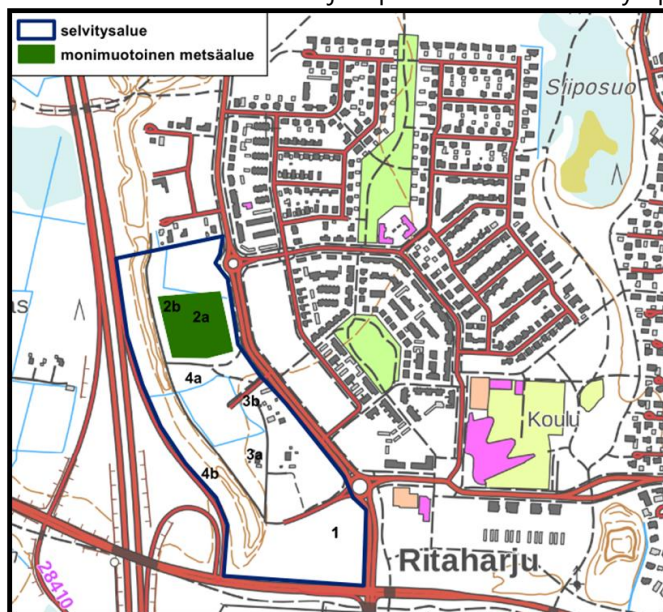 selvitysalue
monimuotoinen metsäalue
Siiposuo
2b
2a
4a
3b
Koulu
3a
4b
1
Ritaharju
28410